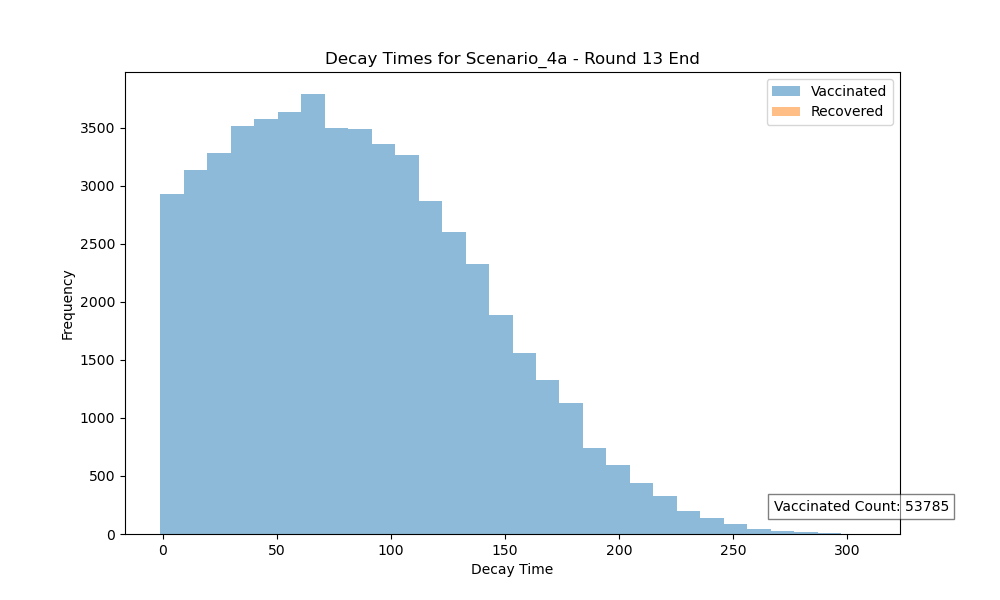 Decay Times for Scenario_4a - Round 13 End
Vaccinated
Recovered
3500
3000
2500
2000
1500
1000
500
0
Frequency
Vaccinated Count: 53785
0 50 100 150 200 250 300
Decay Time